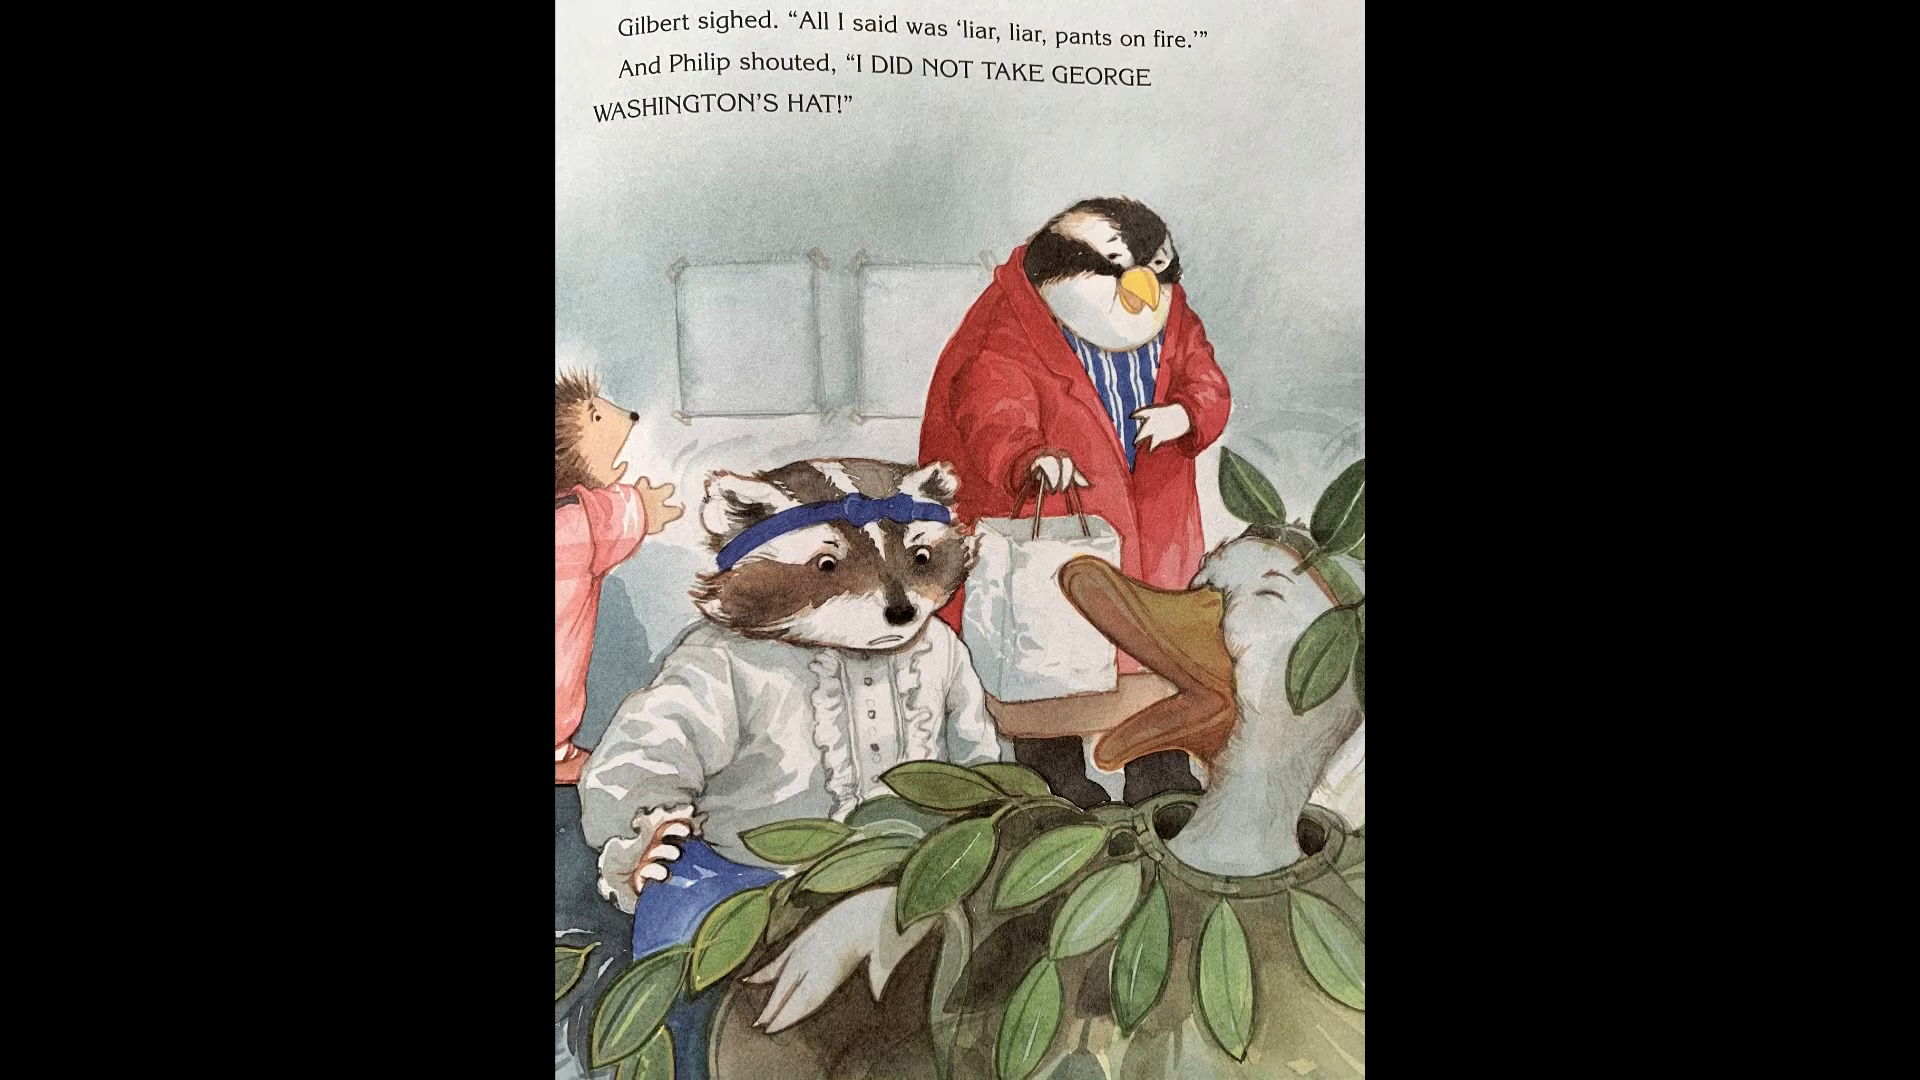 Gilbert sighed. “All I said was ‘liar, liar, pants on fire.’”
And Philip shouted, “I DID NOT TAKE GEORGE
WASHINGTON’S HAT!”